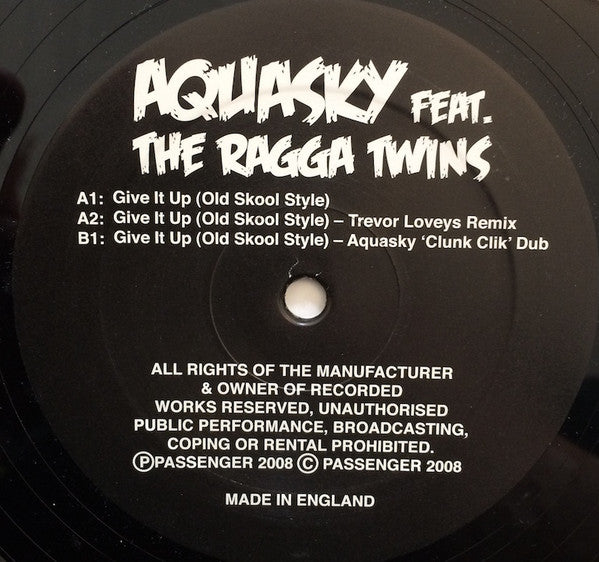 AQUASKY FEAT.
THE RAGGA TWINS
A1: Give It Up (Old Skool Style)
A2: Give It Up (Old Skool Style) – Trevor Loveys Remix
B1: Give It Up (Old Skool Style) – Aquasky ‘Clunk Clik’ Dub
ALL RIGHTS OF THE MANUFACTURER
& OWNER OF RECORDED
WORKS RESERVED, UNAUTHORISED
PUBLIC PERFORMANCE, BROADCASTING,
COPING OR RENTAL PROHIBITED.
ⓅPASSENGER 2008 © PASSENGER 2008
MADE IN ENGLAND